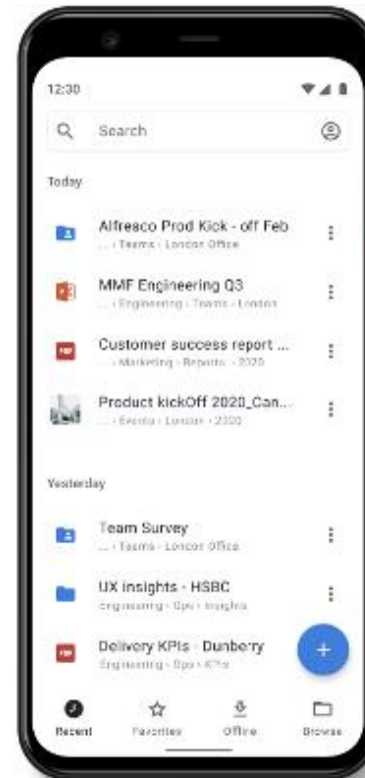 12:30
Search
Today
Alfresco Prod Kick - off Feb
... › Teams › London Office
MMF Engineering Q3
... › Engineering › Teams › London
Customer success report ...
... › Marketing › Reports › 2020
Product kickOff 2020_Can...
... › Events › London › 2020
Yesterday
Team Survey
... › Teams › London Office
UX insights - HSBC
Engineering › Ops › Insights
Delivery KPIs - Dunberry
Engineering › Ops › KPIs
Recent
Favorites
Offline
Browse